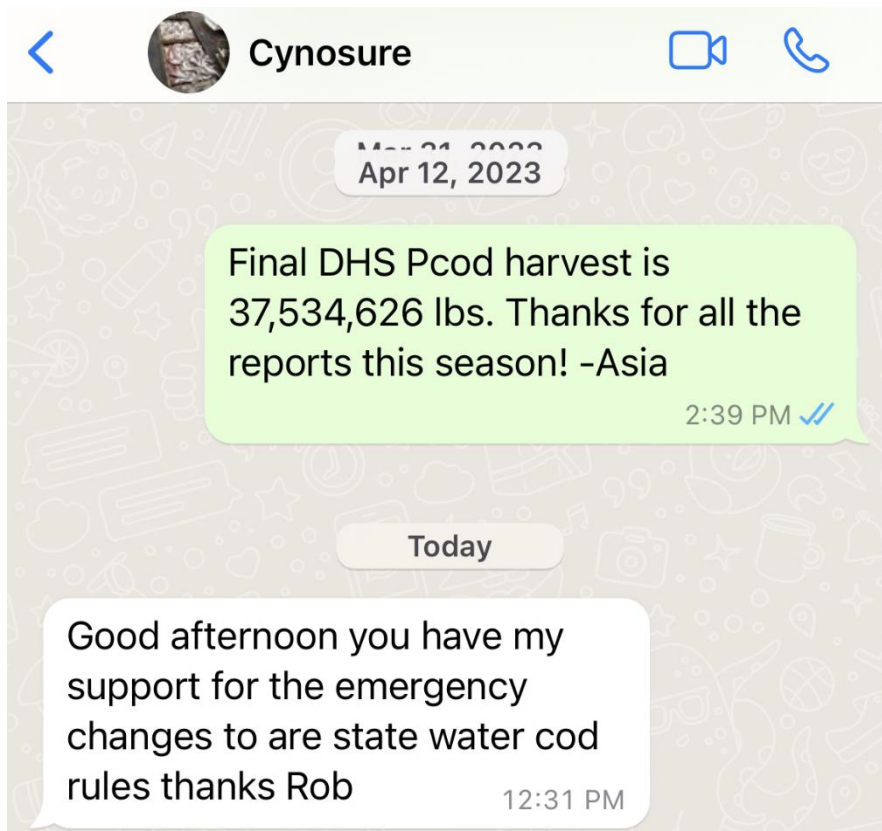 Cynosure
Apr 12, 2023
Final DHS Pcod harvest is
37,534,626 lbs. Thanks for all the
reports this season! -Asia
2:39 PM
Today
Good afternoon you have my
support for the emergency
changes to are state water cod
rules thanks Rob
12:31 PM